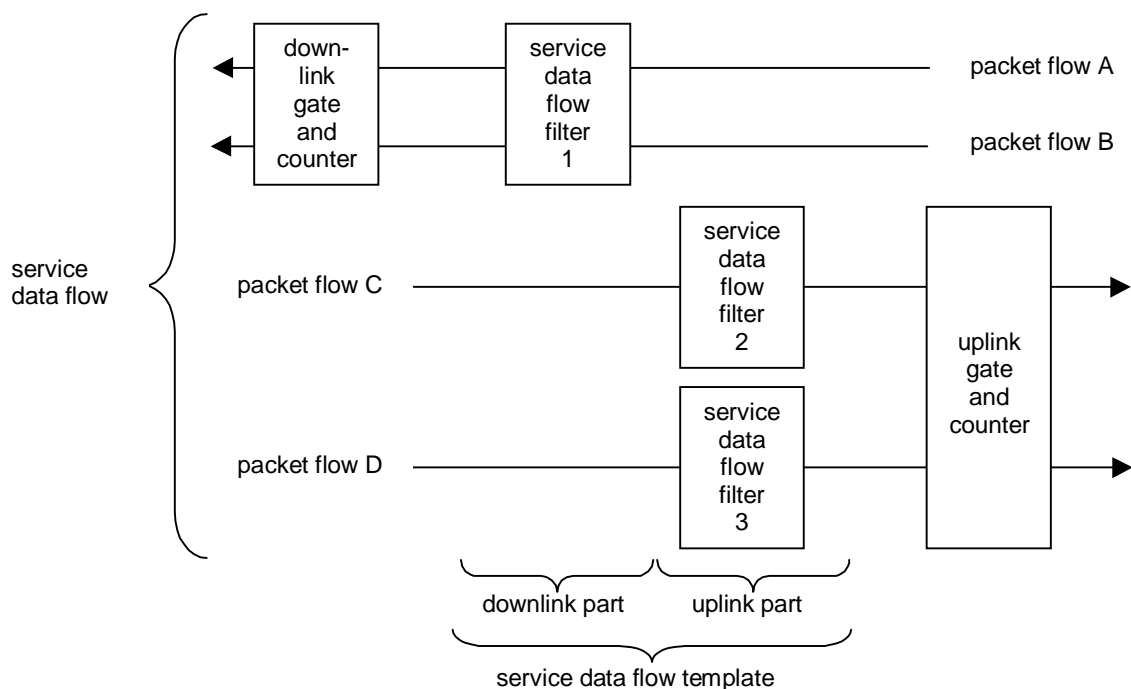 down-
link
gate
and
counter
service
data
flow
filter
1
packet flow A
packet flow B
service
data flow
packet flow C
service
data
flow
filter
2
uplink
gate
and
counter
packet flow D
service
data
flow
filter
3
downlink part
uplink part
service data flow template